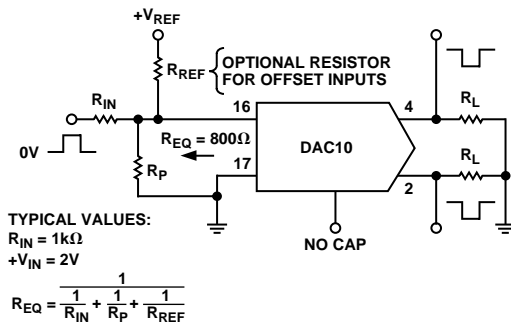 +VREF
RREF
OPTIONAL RESISTOR
FOR OFFSET INPUTS
RIN
16
4
RL
0V
REQ = 800Ω
DAC10
RP
17
RL
2
NO CAP
TYPICAL VALUES:
RIN = 1kΩ
+VIN = 2V
REQ = 1 / (1/RIN + 1/RP + 1/RREF)